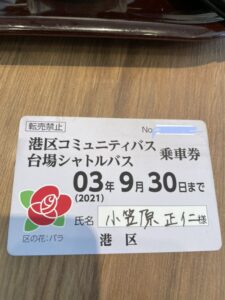 転売禁止
No.
港区コミュニティバス
台場シャトルバス 乗車券
03年9月30日まで
(2021)
氏名 小笠原 正仁 様
区の花:バラ
港区